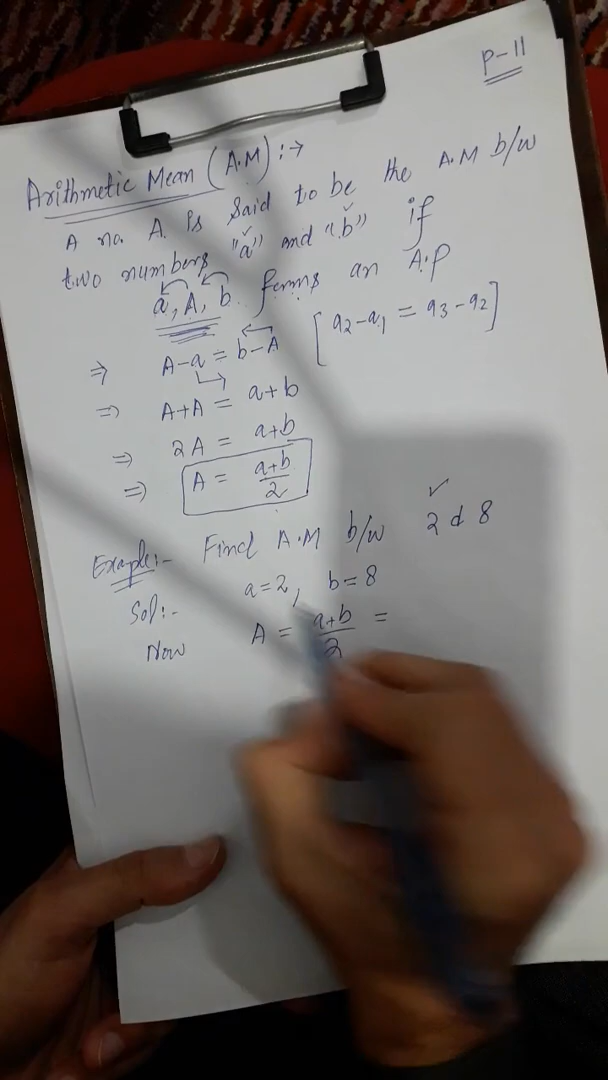 P-11
Arithmetic Mean (A.M) :→
A no. A is said to be the A.M b/w
two numbers "a" and "b" if
a, A, b. forms an A.P
⇒ A-a = b-A [a₂-a₁ = a₃-a₂]
⇒ A+A = a+b
⇒ 2A = a+b
⇒ A = a+b/2
Example:- Find A.M b/w 2 d 8
Sol:- a=2, b=8
Now A = a+b/2 =